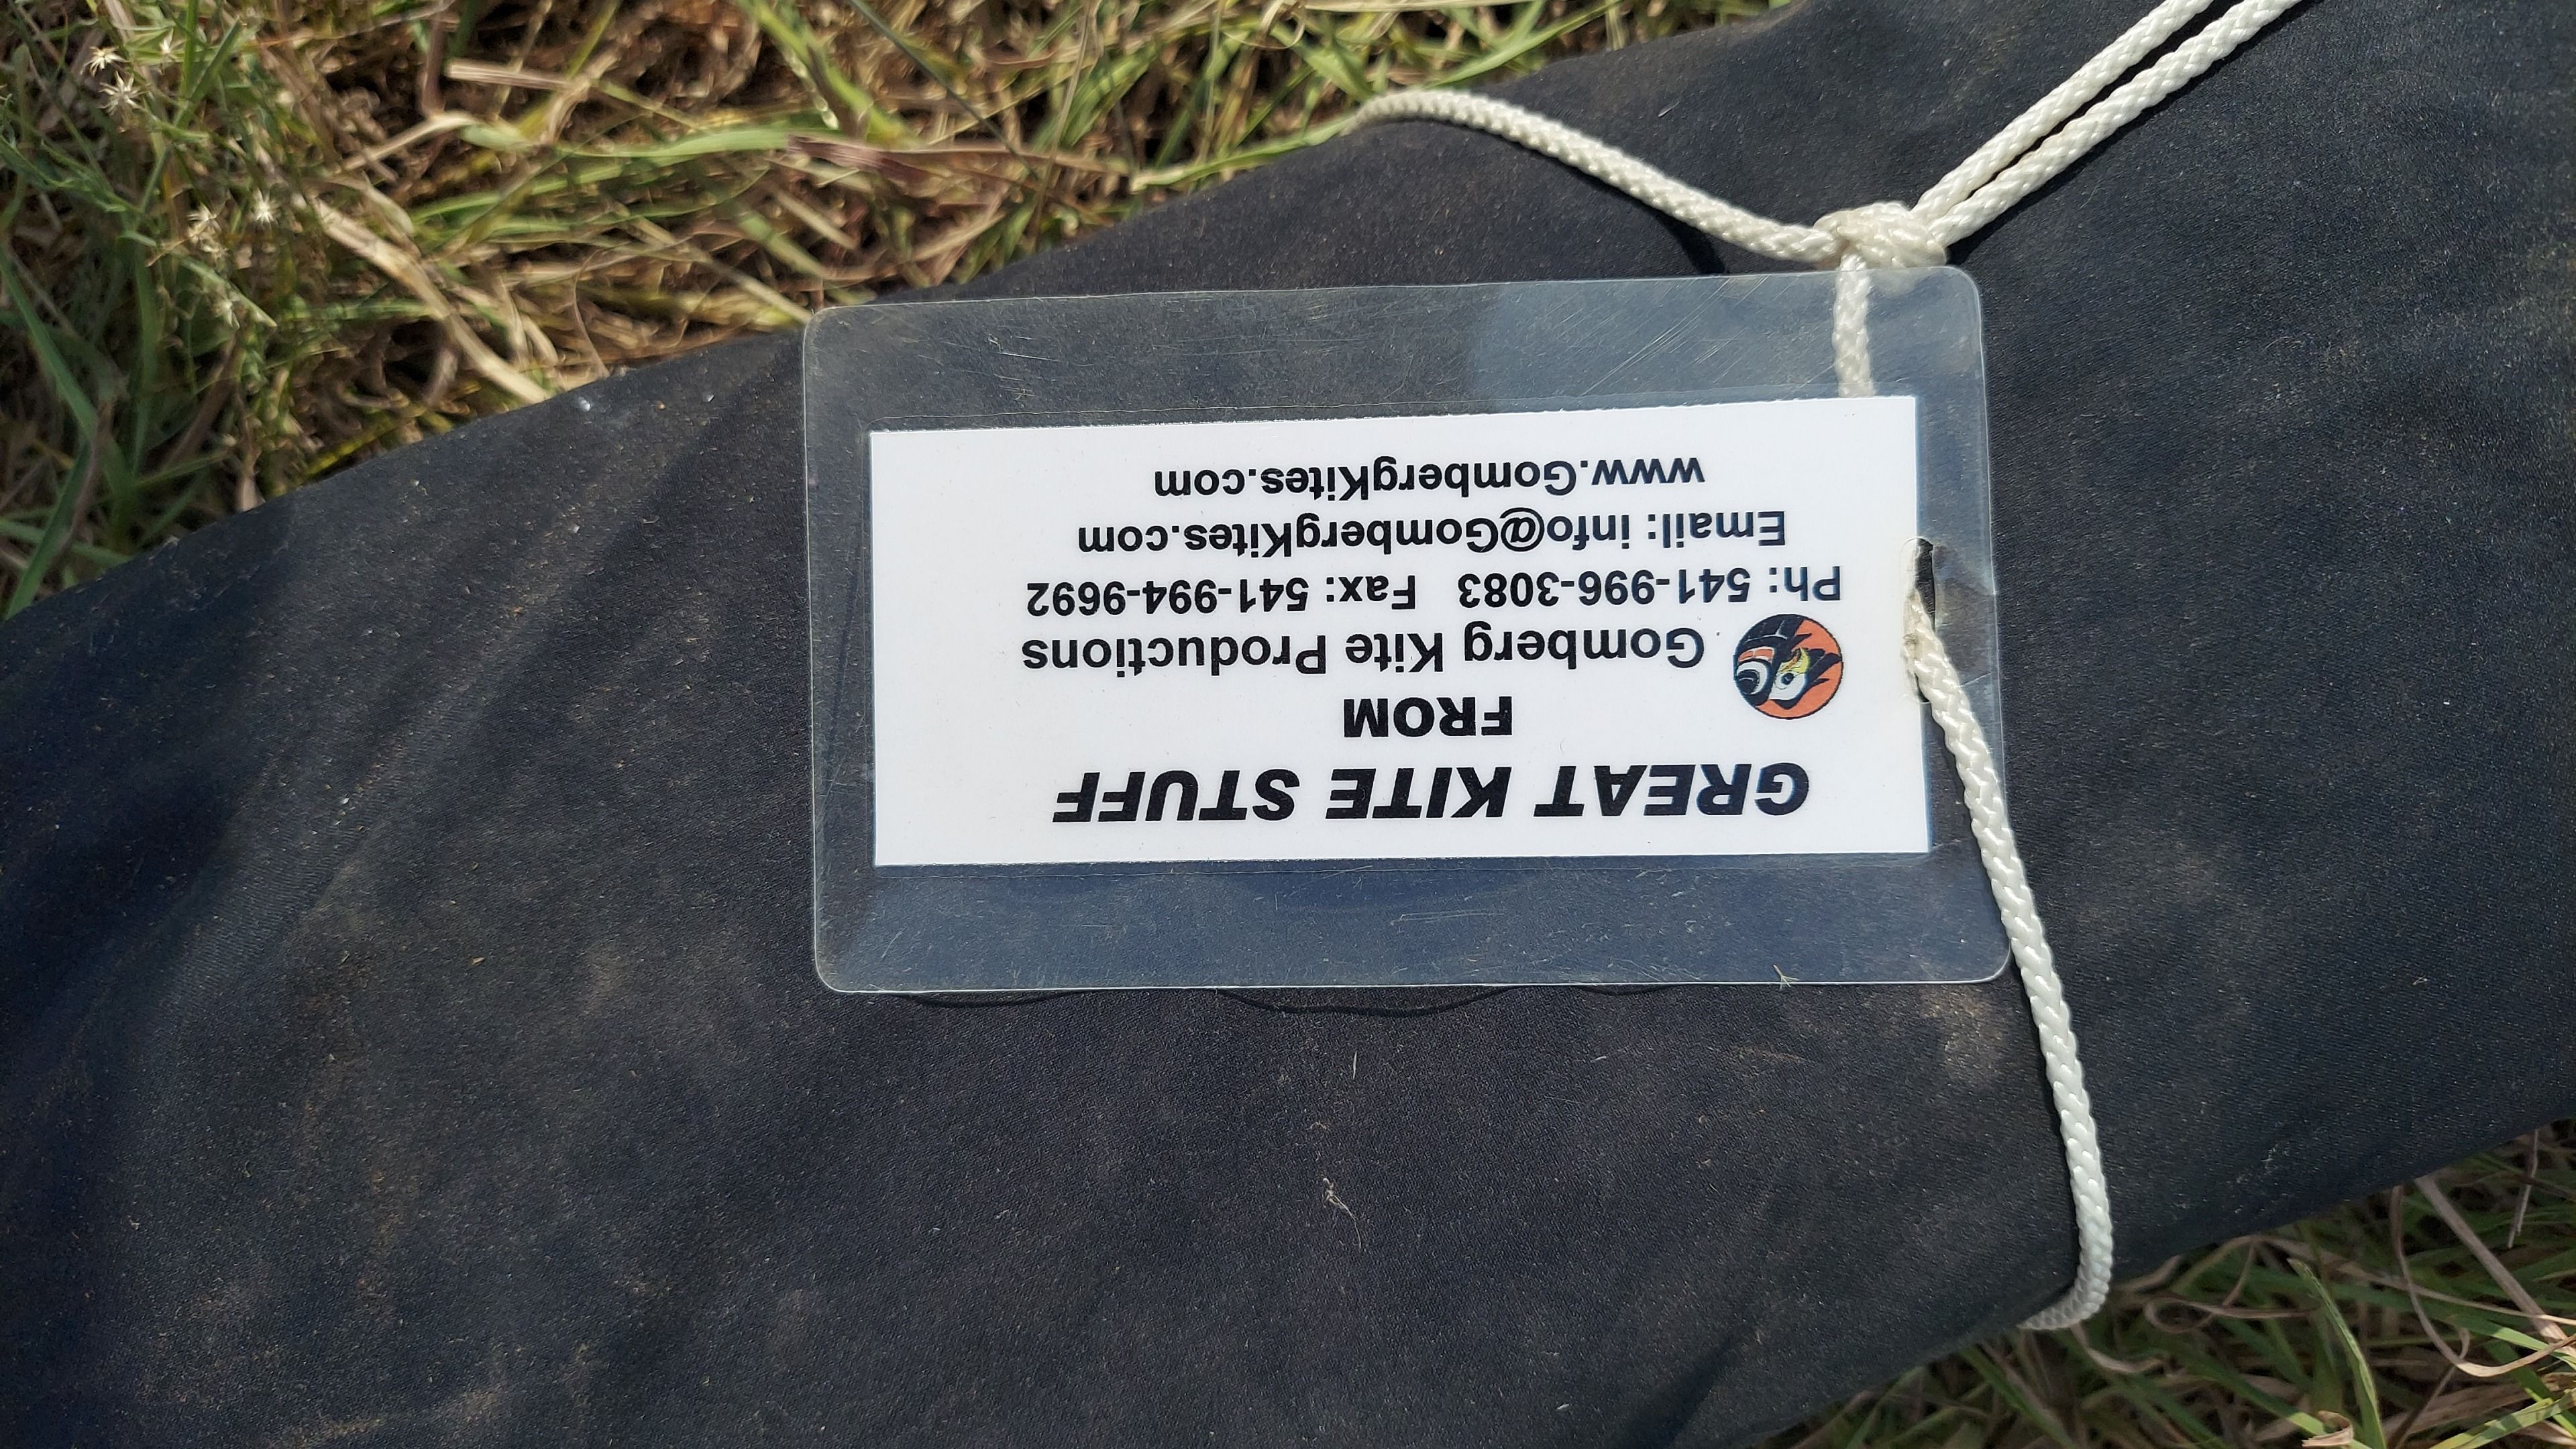 GREAT KITE STUFF
FROM
Gomberg Kite Productions
Ph: 541-996-3083 Fax: 541-994-9692
Email: info@GombergKites.com
www.GombergKites.com